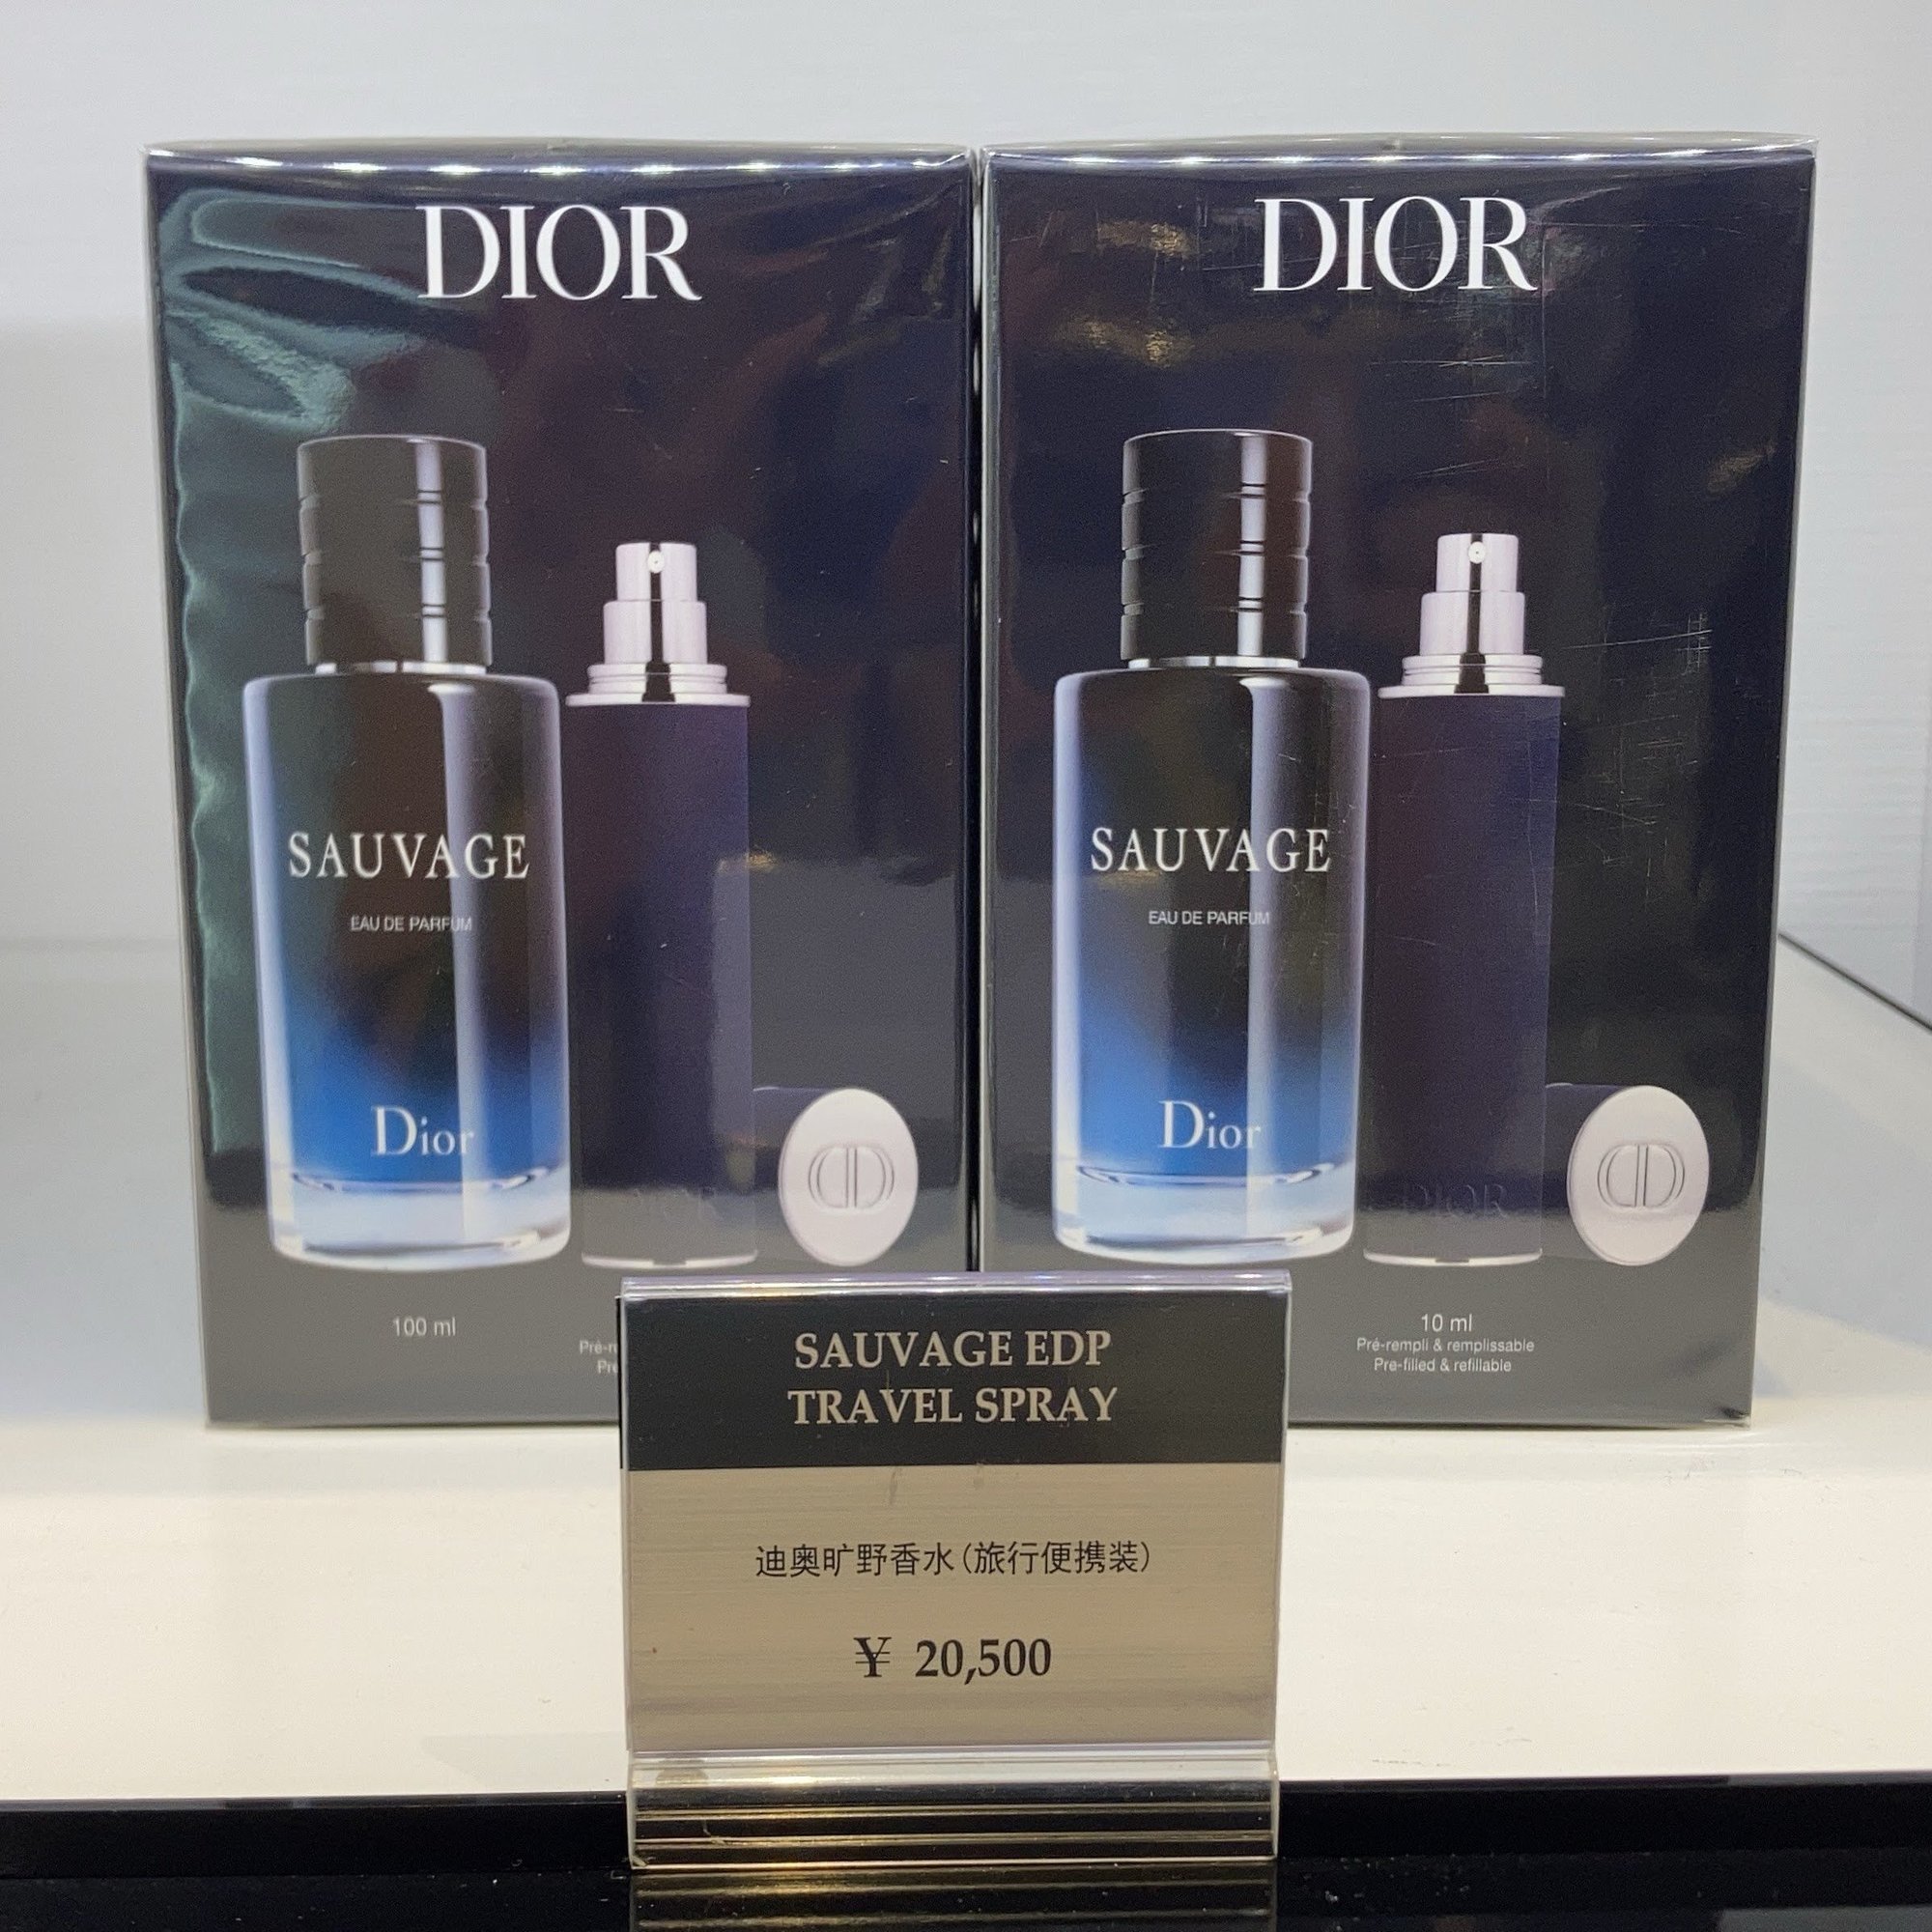 DIOR
SAUVAGE
EAU DE PARFUM
Dior
DIOR
100 ml
DIOR
SAUVAGE
EAU DE PARFUM
Dior
DIOR
10 ml
Pré-rempli & remplissable
Pre-filled & refillable
SAUVAGE EDP
TRAVEL SPRAY
迪奥旷野香水(旅行便携装)
¥ 20,500